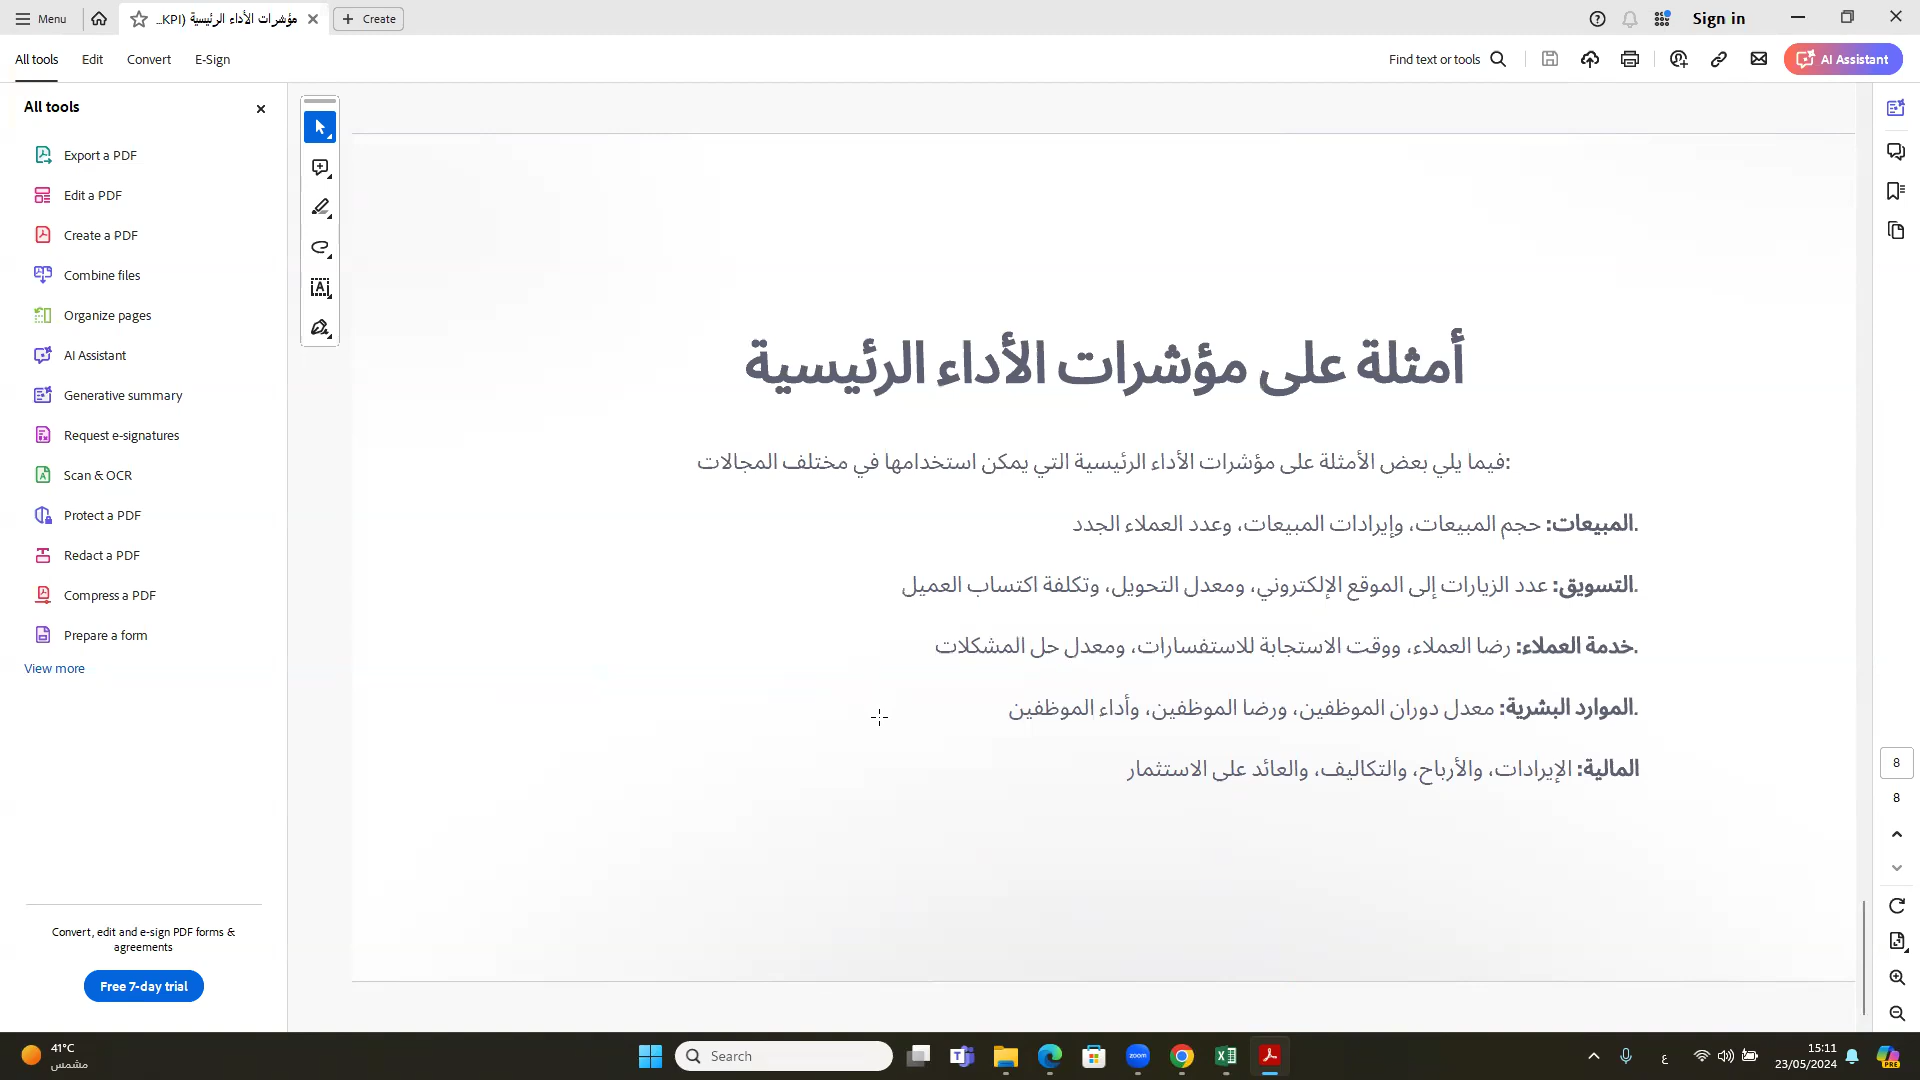 Menu
مؤشرات الأداء الرئيسية (KPI...
Create
Sign in
All tools
Edit
Convert
E-Sign
Find text or tools
AI Assistant
All tools
Export a PDF
Edit a PDF
Create a PDF
Combine files
Organize pages
AI Assistant
Generative summary
Request e-signatures
Scan & OCR
Protect a PDF
Redact a PDF
Compress a PDF
Prepare a form
View more
Convert, edit and e-sign PDF forms &
agreements
Free 7-day trial
أمثلة على مؤشرات الأداء الرئيسية
فيما يلي بعض الأمثلة على مؤشرات الأداء الرئيسية التي يمكن استخدامها في مختلف المجالات:
.المبيعات: حجم المبيعات، وإيرادات المبيعات، وعدد العملاء الجدد
.التسويق: عدد الزيارات إلى الموقع الإلكتروني، ومعدل التحويل، وتكلفة اكتساب العميل
.خدمة العملاء: رضا العملاء، ووقت الاستجابة للاستفسارات، ومعدل حل المشكلات
.الموارد البشرية: معدل دوران الموظفين، ورضا الموظفين، وأداء الموظفين
المالية: الإيرادات، والأرباح، والتكاليف، والعائد على الاستثمار
8
8
41°C
مشمس
Search
zoom
ع
15:11
23/05/2024
PRE